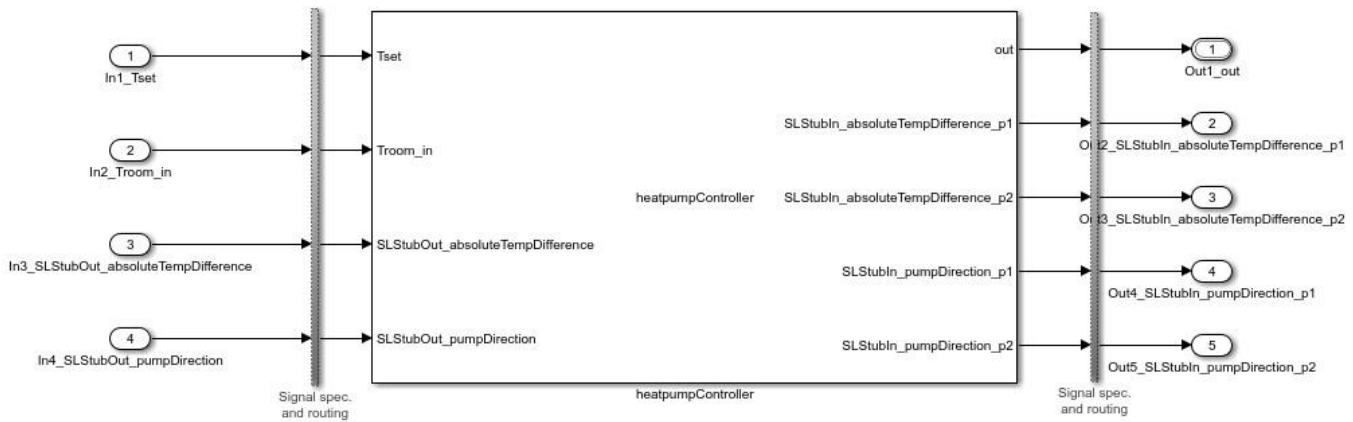 1
In1_Tset
2
In2_Troom_in
3
In3_SLStubOut_absoluteTempDifference
4
In4_SLStubOut_pumpDirection
Signal spec.
and routing
Tset
Troom_in
SLStubOut_absoluteTempDifference
SLStubOut_pumpDirection
heatpumpController
out
SLStubIn_absoluteTempDifference_p1
SLStubIn_absoluteTempDifference_p2
SLStubIn_pumpDirection_p1
SLStubIn_pumpDirection_p2
heatpumpController
Signal spec.
and routing
1
Out1_out
2
Out2_SLStubIn_absoluteTempDifference_p1
3
Out3_SLStubIn_absoluteTempDifference_p2
4
Out4_SLStubIn_pumpDirection_p1
5
Out5_SLStubIn_pumpDirection_p2